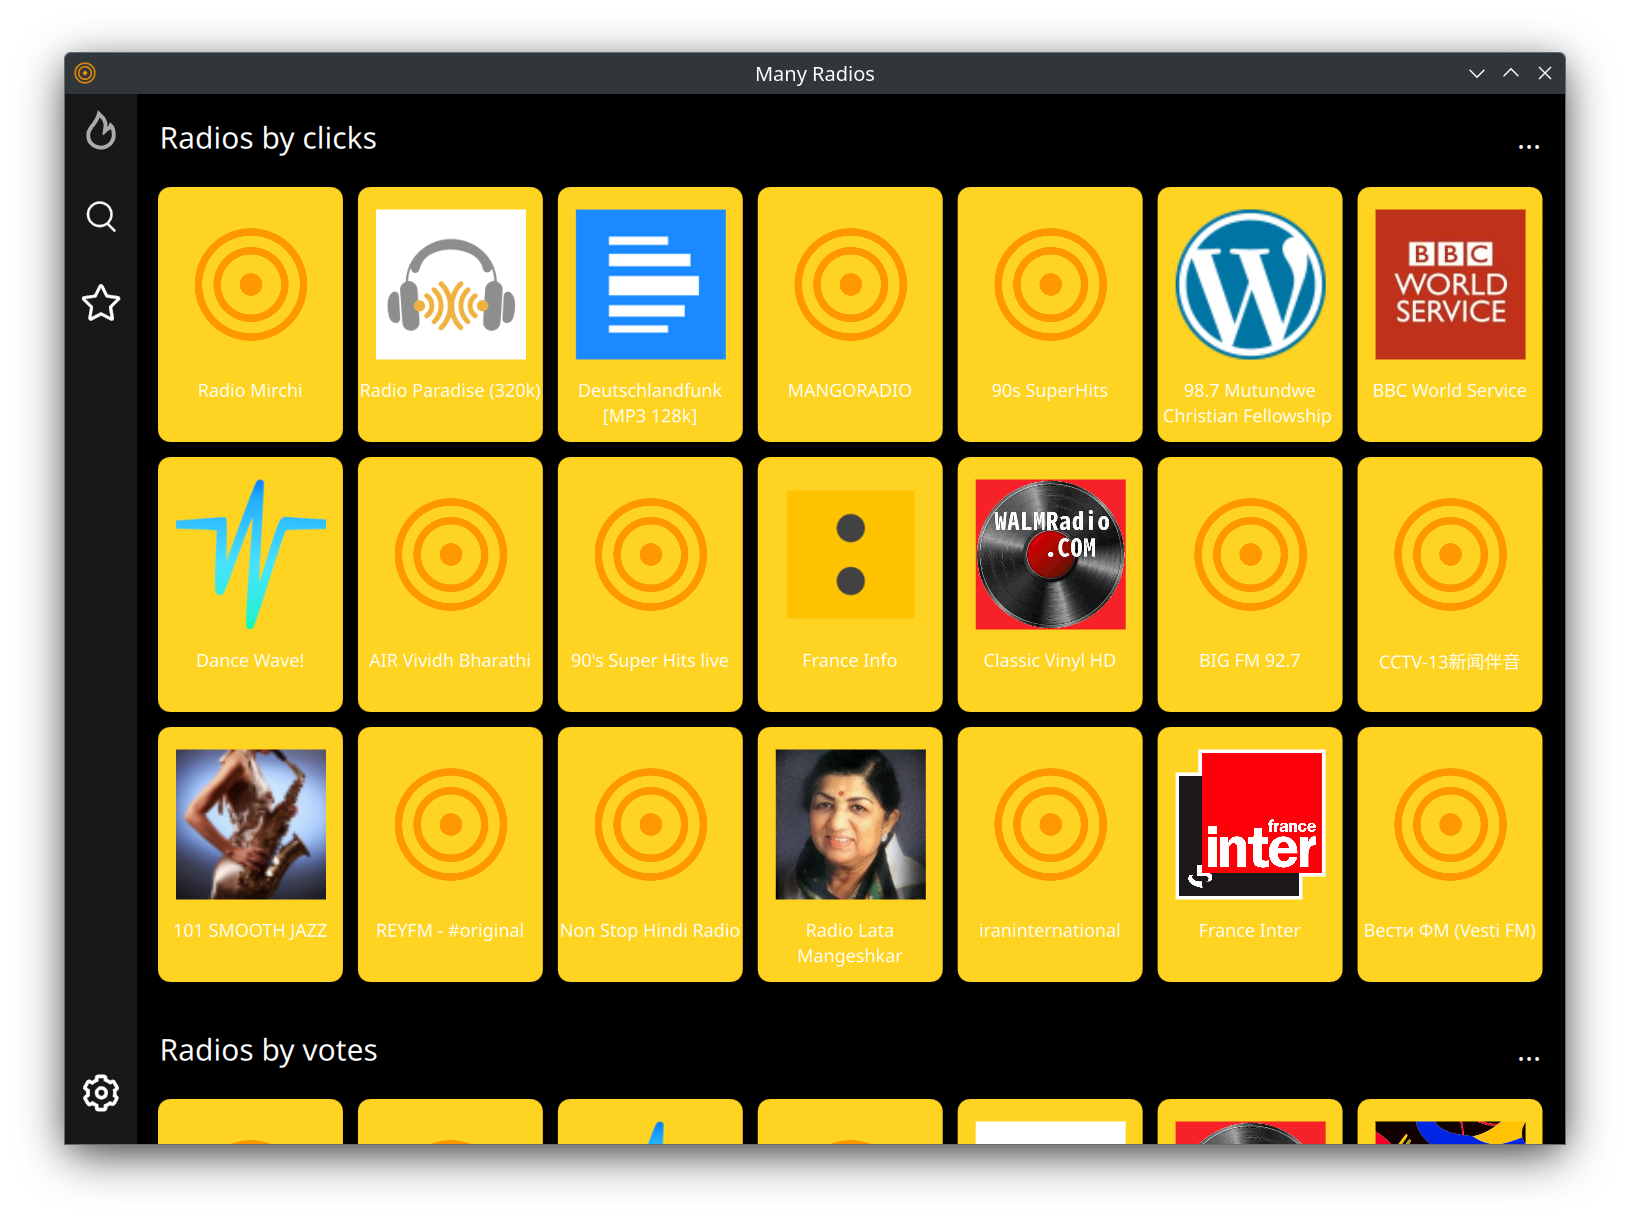 Many Radios
Radios by clicks
...
BBC
WORLD
SERVICE
Radio Mirchi
Radio Paradise (320k)
Deutschlandfunk
[MP3 128k]
MANGORADIO
90s SuperHits
98.7 Mutundwe
Christian Fellowship
BBC World Service
WALMRadio
.COM
Dance Wave!
AIR Vividh Bharathi
90's Super Hits live
France Info
Classic Vinyl HD
BIG FM 92.7
CCTV-13新闻伴音
france
inter
101 SMOOTH JAZZ
REYFM - #original
Non Stop Hindi Radio
Radio Lata
Mangeshkar
iraninternational
France Inter
Вести ФМ (Vesti FM)
Radios by votes
...